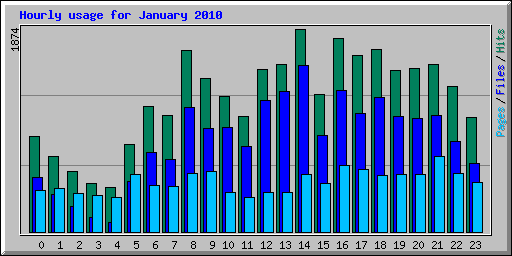 Hourly usage for January 2010
1874
Pages/Files/Hits
0 1 2 3 4 5 6 7 8 9 10 11 12 13 14 15 16 17 18 19 20 21 22 23